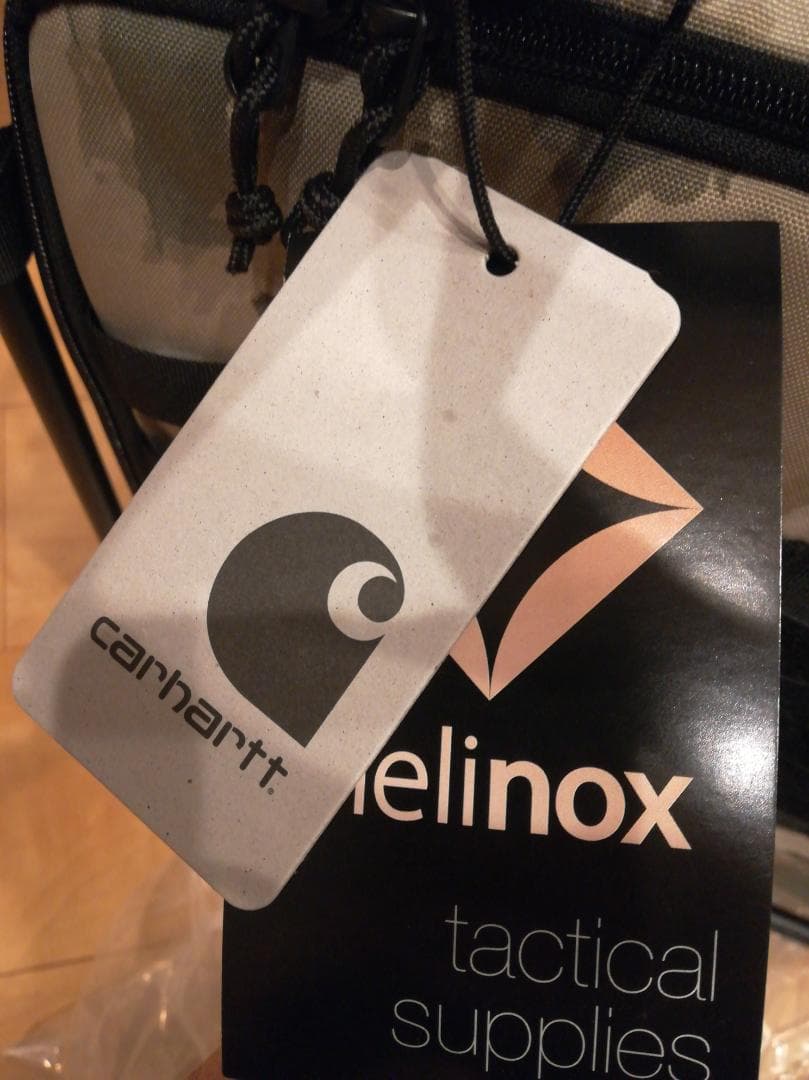 carhartt®
elinox
tactical
supplies